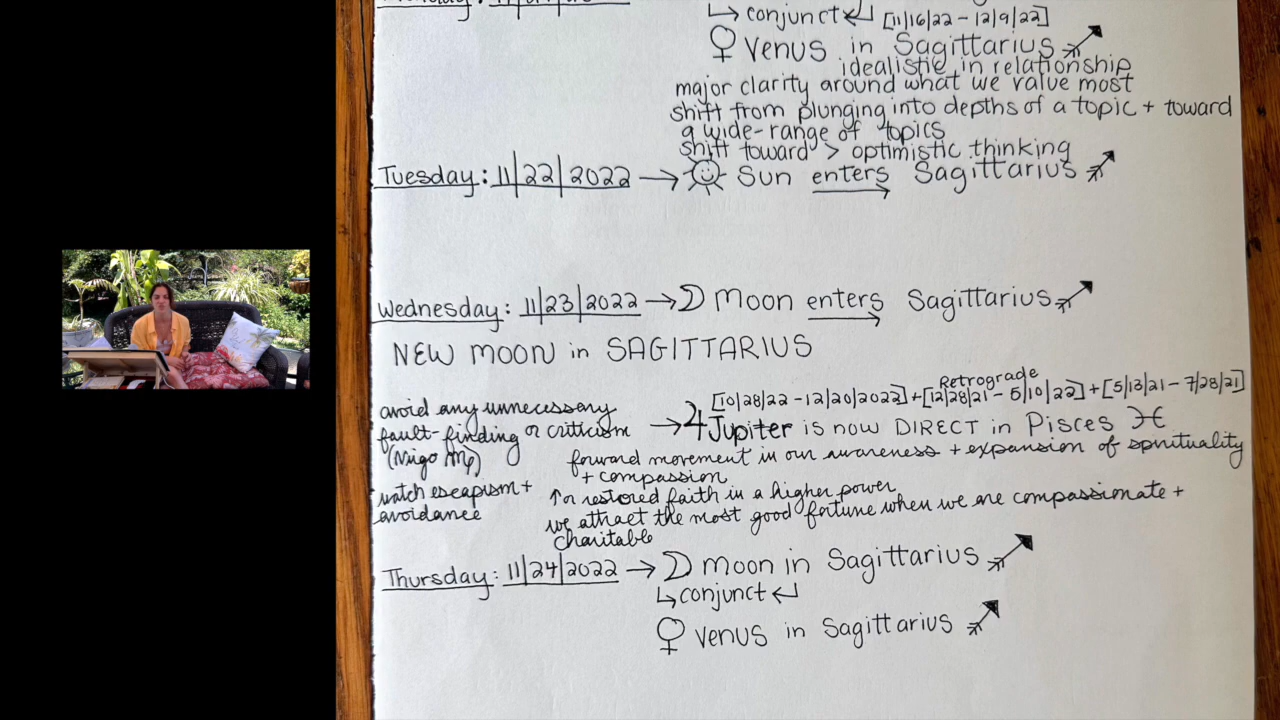 ↳ conjunct ↲ [11|16|22 - 12|9|22]
♀ Venus in Sagittarius
idealistic in relationship
major clarity around what we value most
shift from plunging into depths of a topic + toward
a wide-range of topics
shift toward > optimistic thinking
Tuesday: 11|22|2022 → Sun enters Sagittarius
Wednesday: 11|23|2022 → Moon enters Sagittarius
NEW MOON in SAGITTARIUS
Retrograde
[10|28|22 - 12|20|2022] + [12|28|21 - 5|10|22] + [5|13|21 - 7|28|21]
→ ♃ Jupiter is now DIRECT in Pisces ♓
avoid any unnecessary
fault-finding or criticism
(Virgo
watch escapism +
avoidance
forward movement in our awareness + expansion of spirituality
+ compassion
↑ or restored faith in a higher power
we attract the most good fortune when we are compassionate +
charitable
Thursday: 11|24|2022 → moon in Sagittarius
↳ conjunct ↲
♀ Venus in Sagittarius